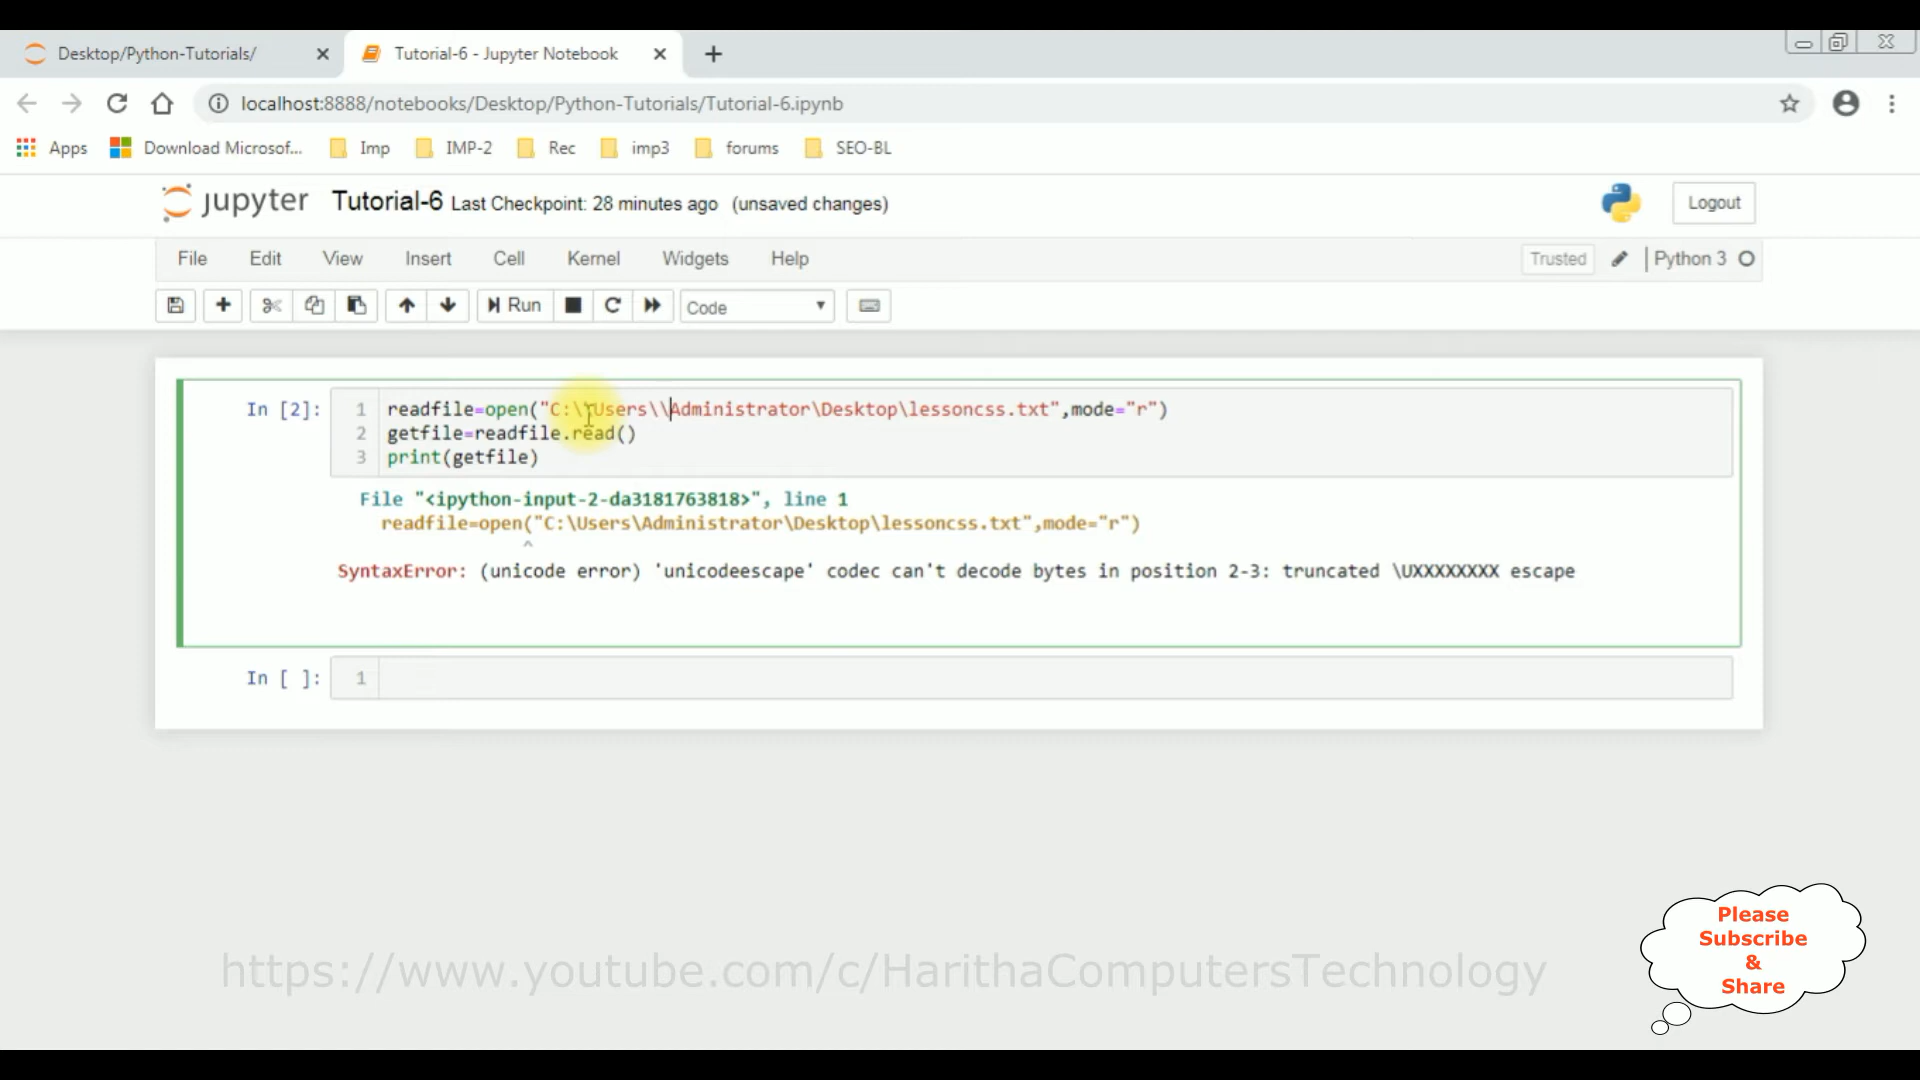 Desktop/Python-Tutorials/
Tutorial-6 - Jupyter Notebook
localhost:8888/notebooks/Desktop/Python-Tutorials/Tutorial-6.ipynb
Apps
Download Microsof...
Imp
IMP-2
Rec
imp3
forums
SEO-BL
jupyter
Tutorial-6 Last Checkpoint: 28 minutes ago (unsaved changes)
Logout
File Edit View Insert Cell Kernel Widgets Help
Trusted
Python 3
Run
Code
In [2]:
1 readfile=open("C:\\Users\\Administrator\Desktop\lessoncss.txt",mode="r")
2 getfile=readfile.read()
3 print(getfile)
File "<ipython-input-2-da3181763818>", line 1
readfile=open("C:\Users\Administrator\Desktop\lessoncss.txt",mode="r")
^
SyntaxError: (unicode error) 'unicodeescape' codec can't decode bytes in position 2-3: truncated \UXXXXXXXX escape
In [ ]:
1
Please
Subscribe
&
Share
https://www.youtube.com/c/HarithaComputersTechnology